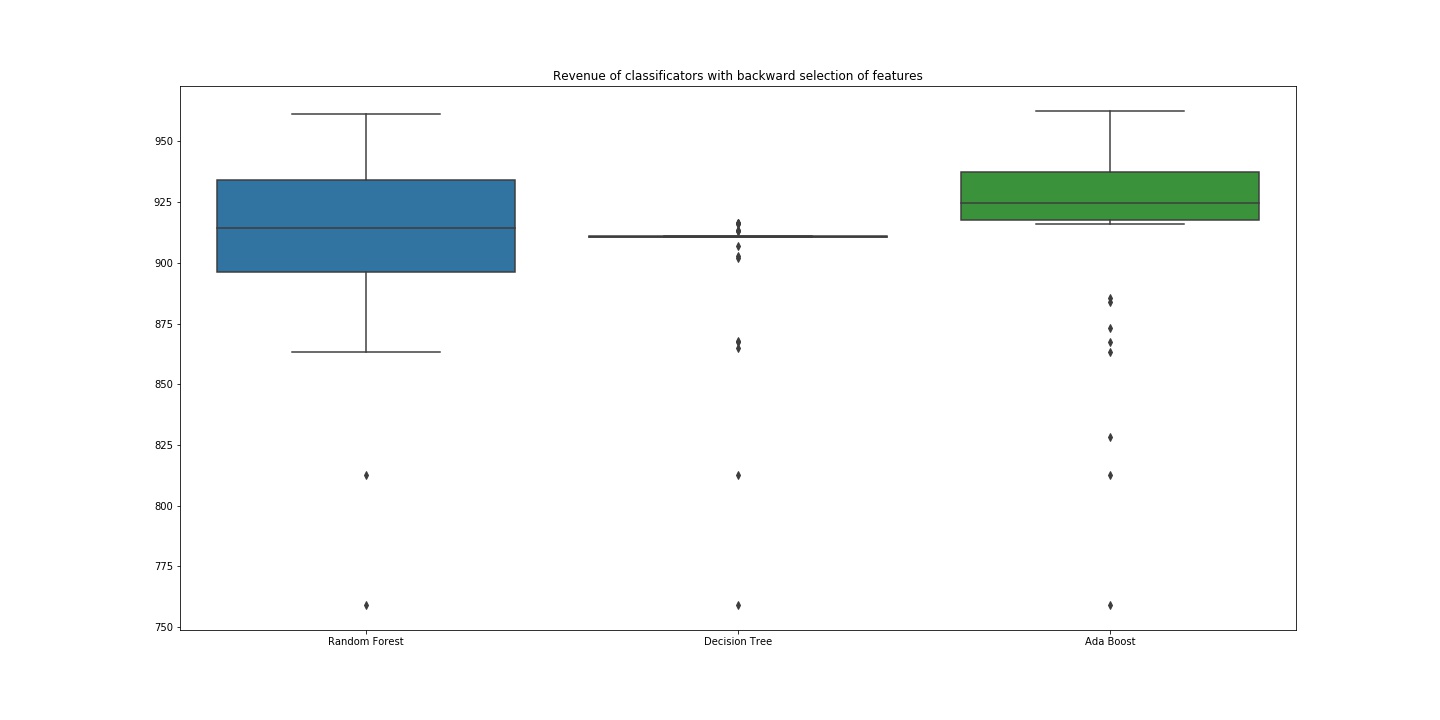 Revenue of classificators with backward selection of features
950
925
900
875
850
825
800
775
750
Random Forest
Decision Tree
Ada Boost